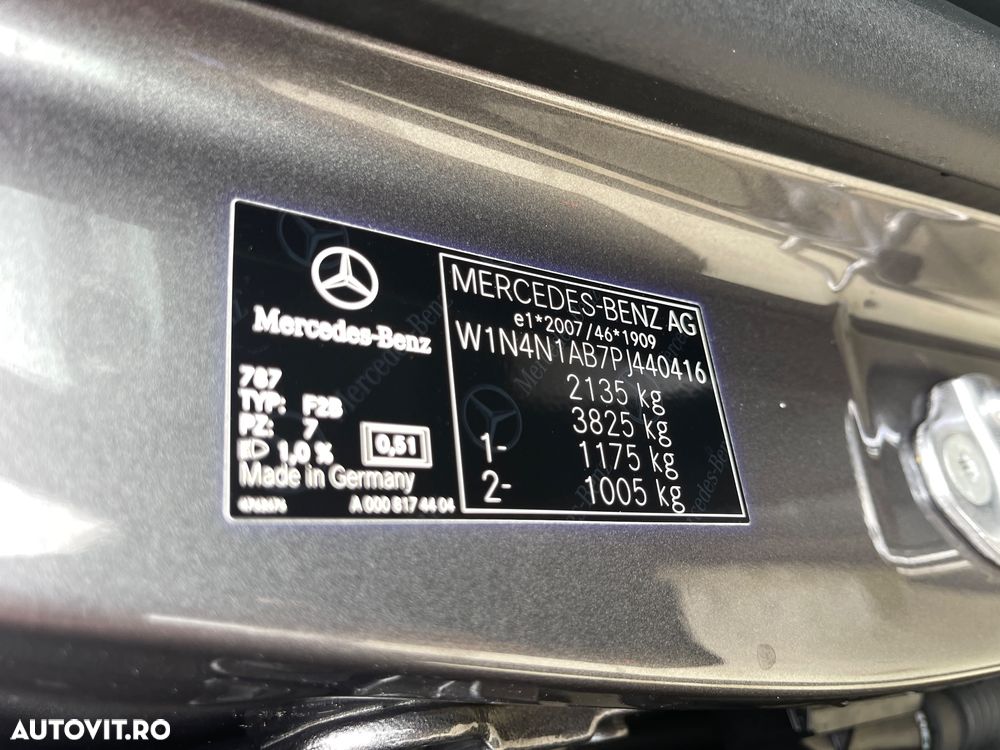 Mercedes-Benz
787
TYP: F2B
PZ: 7
1,0 %
0,51
Made in Germany
A 000 817 44 04
MERCEDES-BENZ AG
e1*2007/46*1909
W1N4N1AB7PJ440416
2135 kg
3825 kg
1- 1175 kg
2- 1005 kg
AUTOVIT.RO